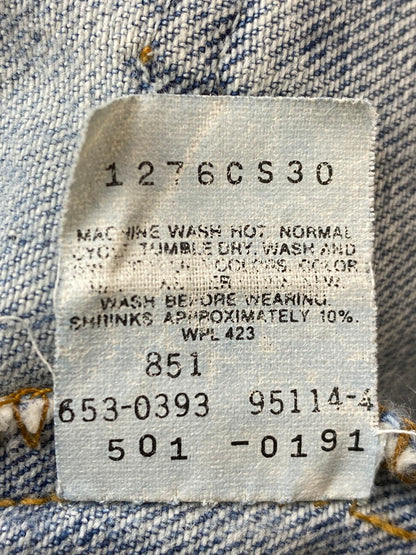 1276CS30
MACHINE WASH HOT. NORMAL
TUMBLE DRY. WASH AND
COLORS. COLOR
WASH BEFORE WEARING.
SHRINKS APPROXIMATELY 10%.
WPL 423
851
653-0393 95114-4
501 -0191